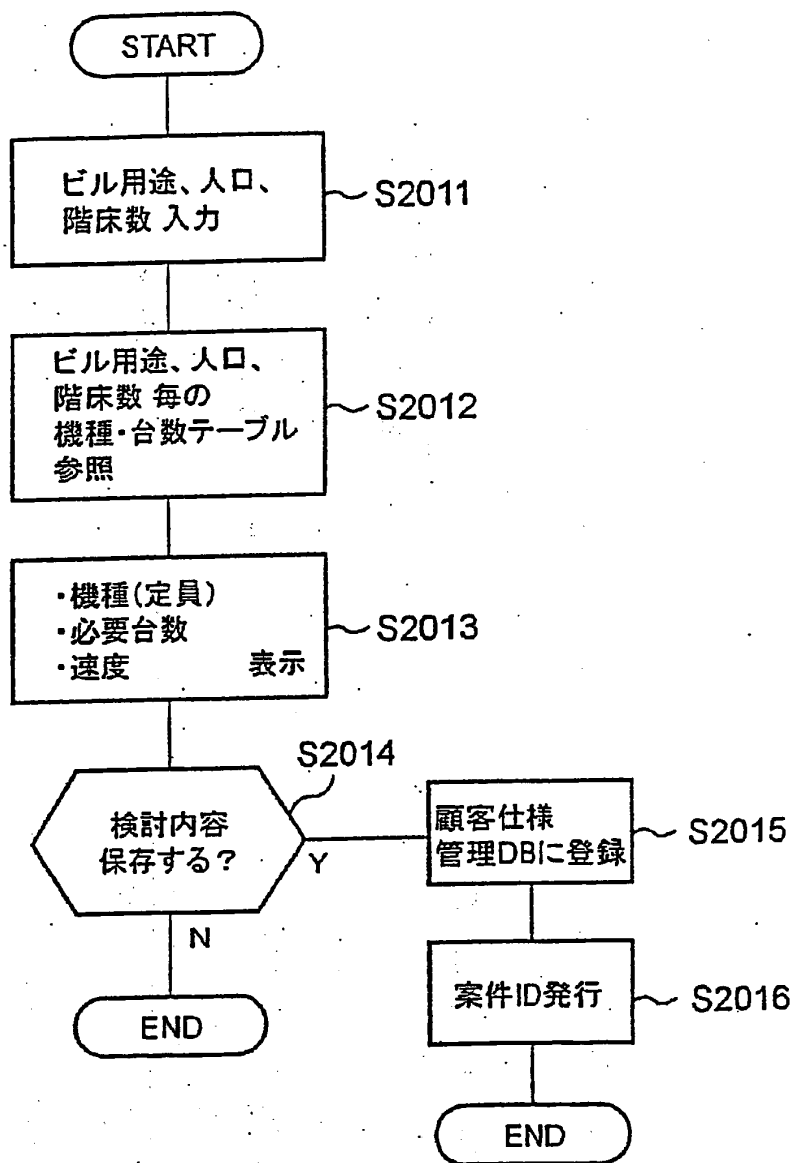 START
ビル用途、人口、
階床数 入力
S2011
ビル用途、人口、
階床数 毎の
機種・台数テーブル
参照
S2012
・機種(定員)
・必要台数
・速度 表示
S2013
S2014
検討内容
保存する?
Y
N
END
顧客仕様
管理DBに登録
S2015
案件ID発行
S2016
END